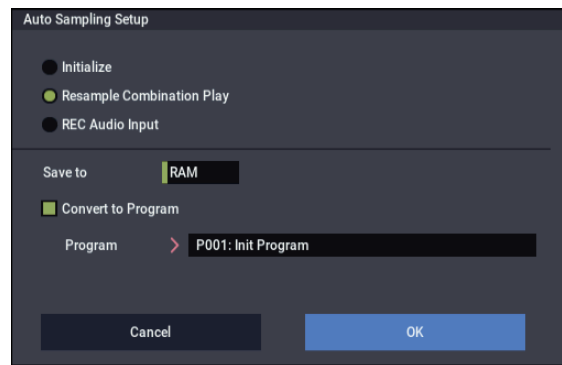 Auto Sampling Setup
Initialize
Resample Combination Play
REC Audio Input
Save to RAM
Convert to Program
Program P001: Init Program
Cancel OK